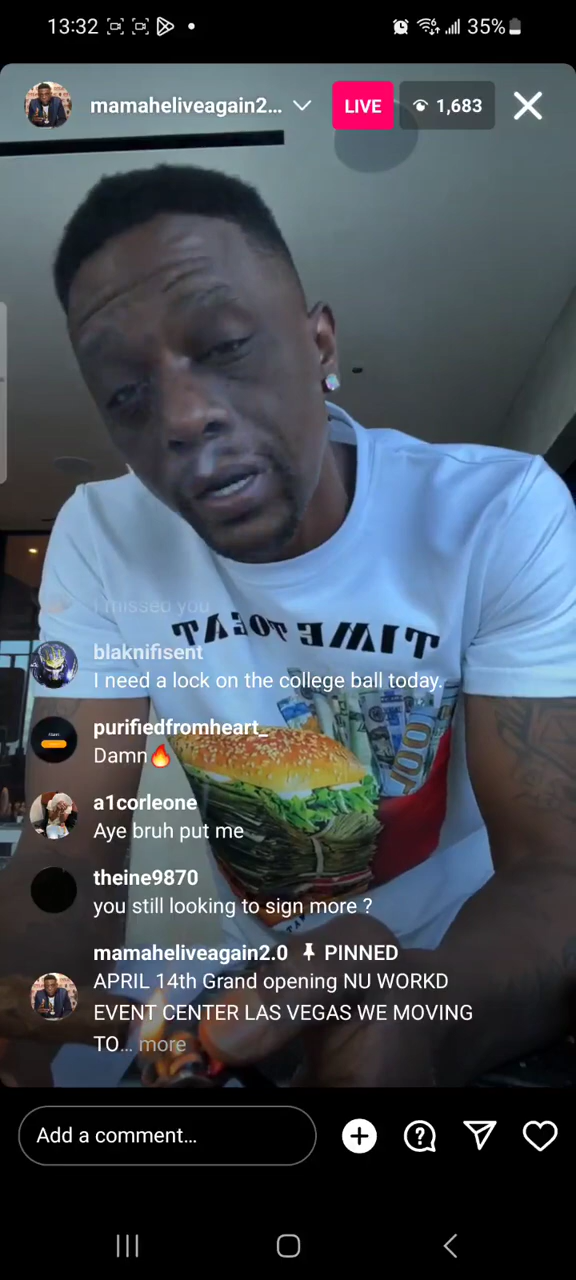 13:32
35%
mamaheliveagain2...
LIVE
1,683
I missed you
TIME TO EAT
blaknifisent
I need a lock on the college ball today.
purifiedfromheart_
Damn🔥
a1corleone
Aye bruh put me
theine9870
you still looking to sign more ?
mamaheliveagain2.0 PINNED
APRIL 14th Grand opening NU WORKD
EVENT CENTER LAS VEGAS WE MOVING
TO... more
Add a comment...